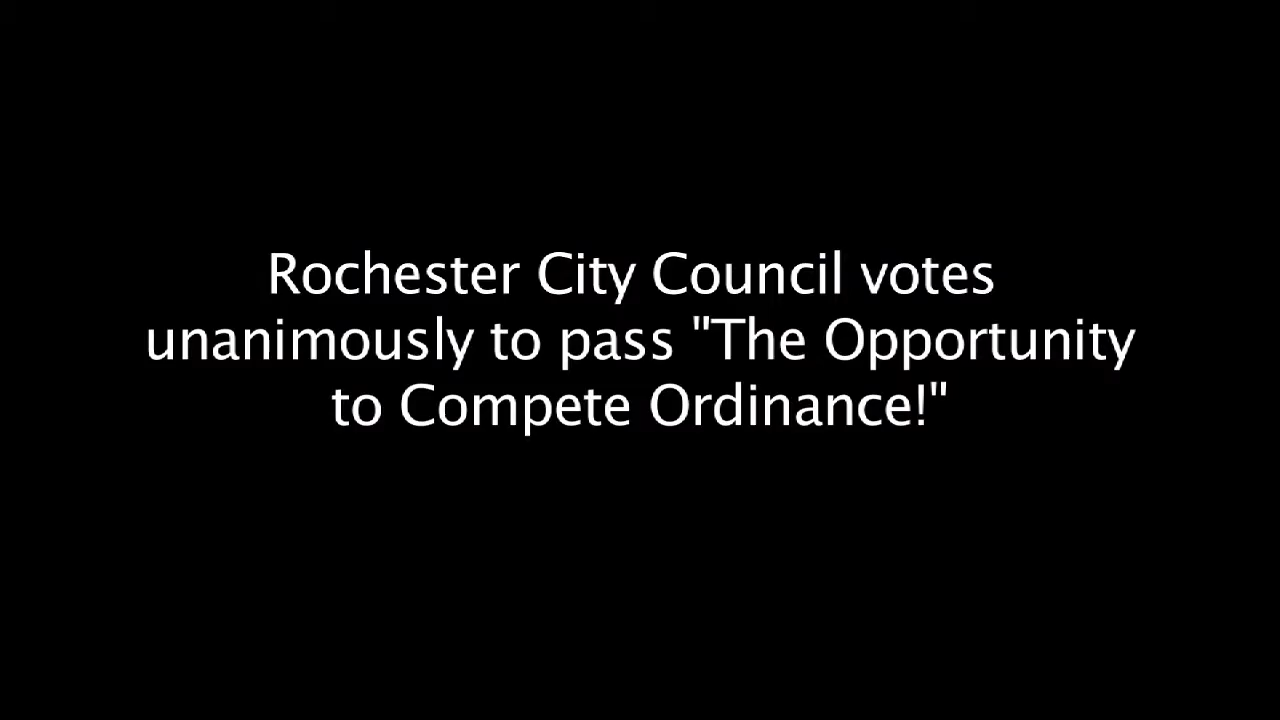 Rochester City Council votes
unanimously to pass "The Opportunity
to Compete Ordinance!"